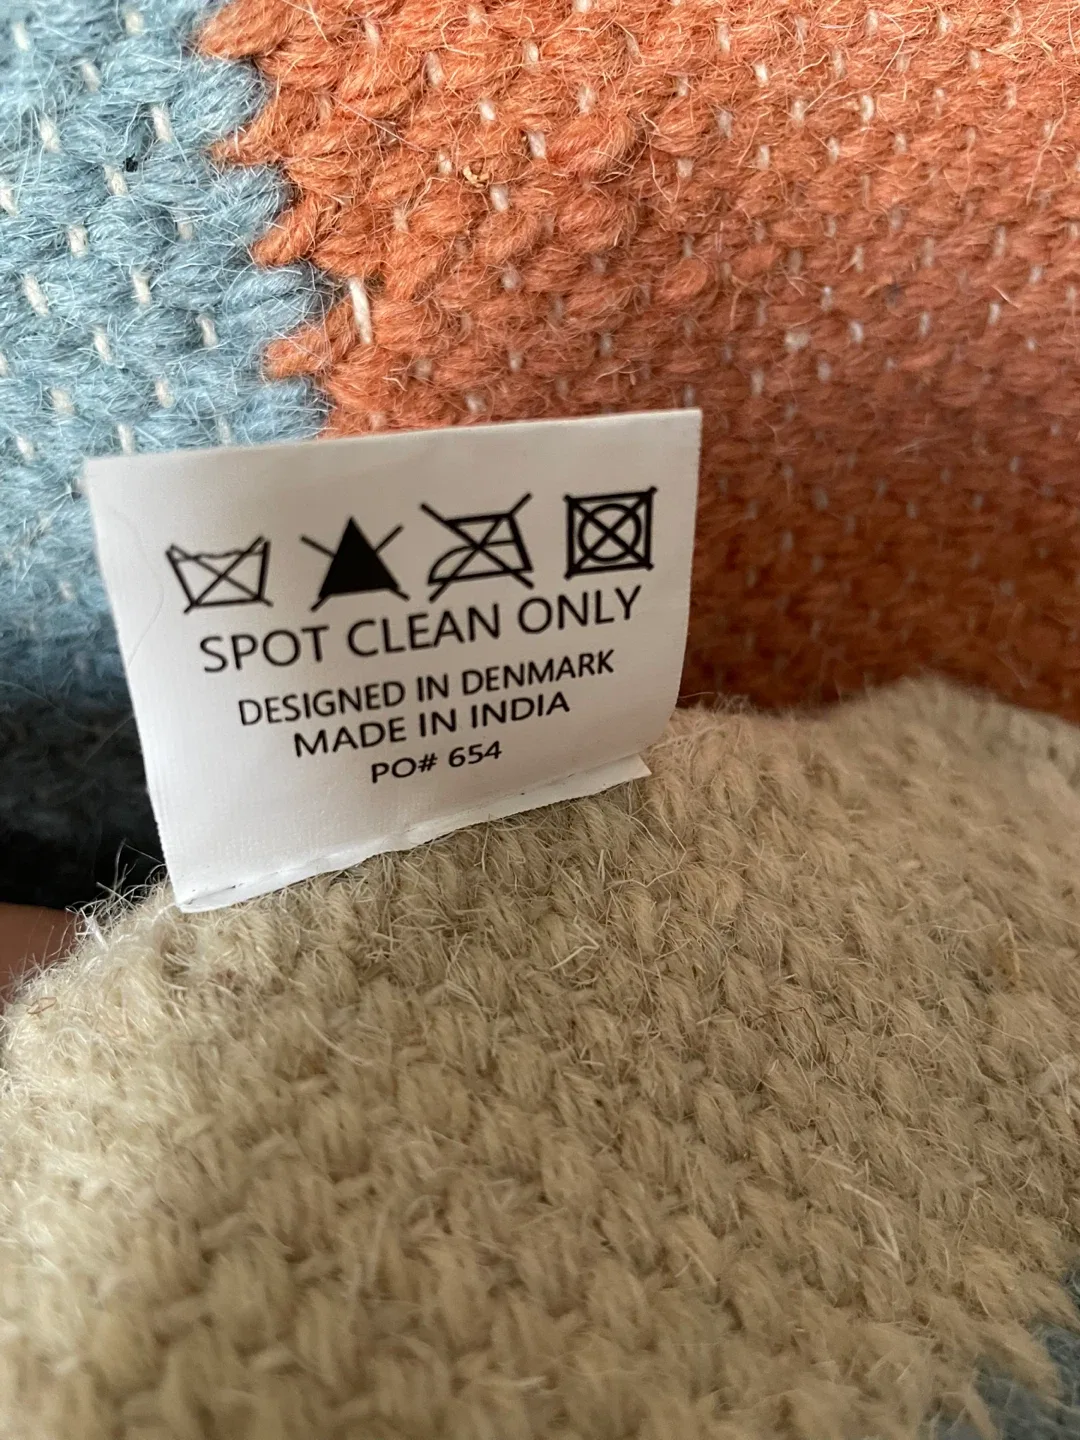 SPOT CLEAN ONLY
DESIGNED IN DENMARK
MADE IN INDIA
PO# 654